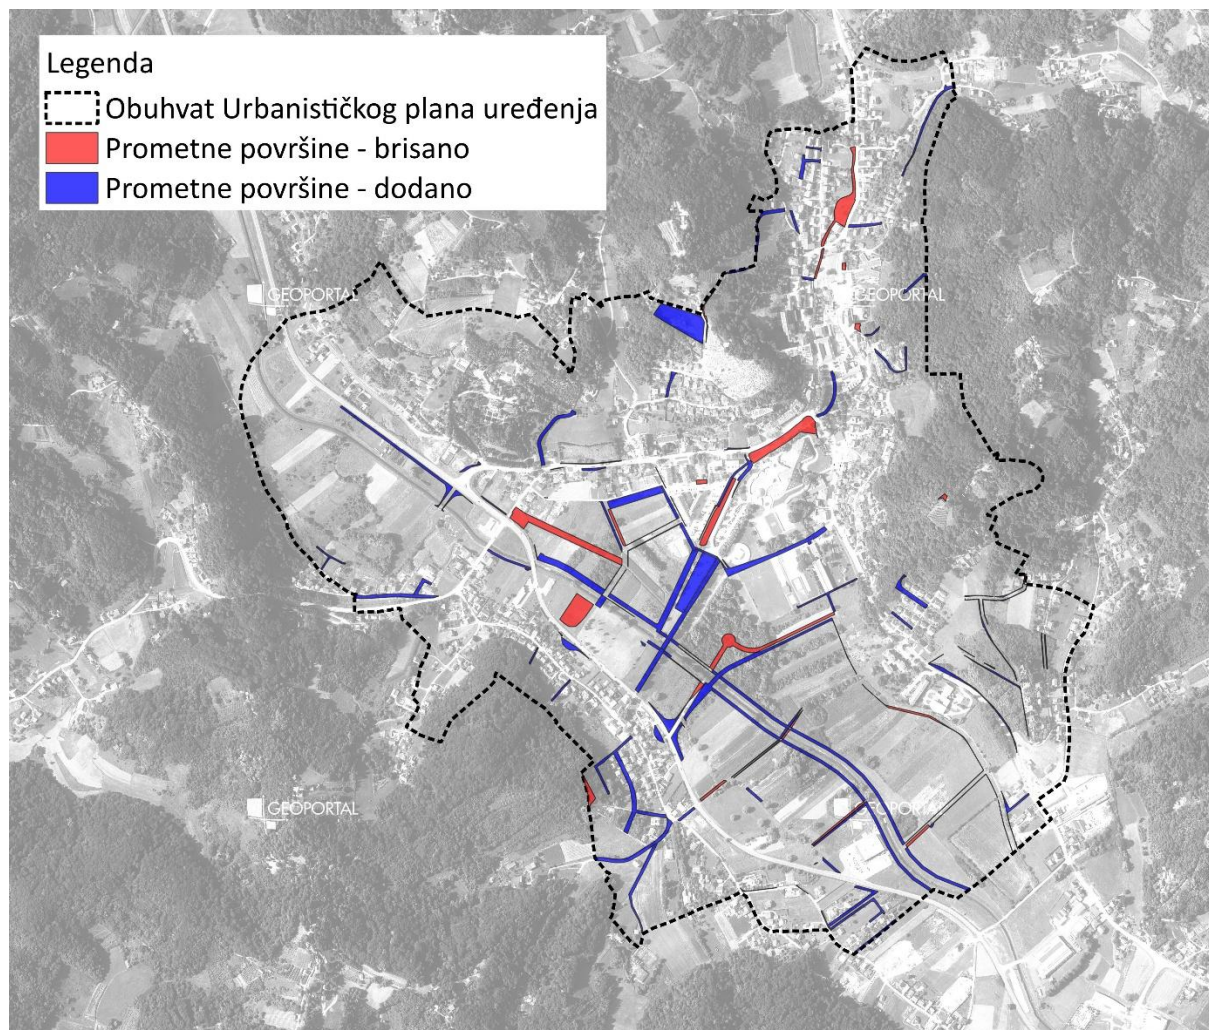 Legenda
Obuhvat Urbanističkog plana uređenja
Prometne površine - brisano
Prometne površine - dodano
GEOPORTAL
GEOPORTAL
GEOPORTAL
GEOPORTAL